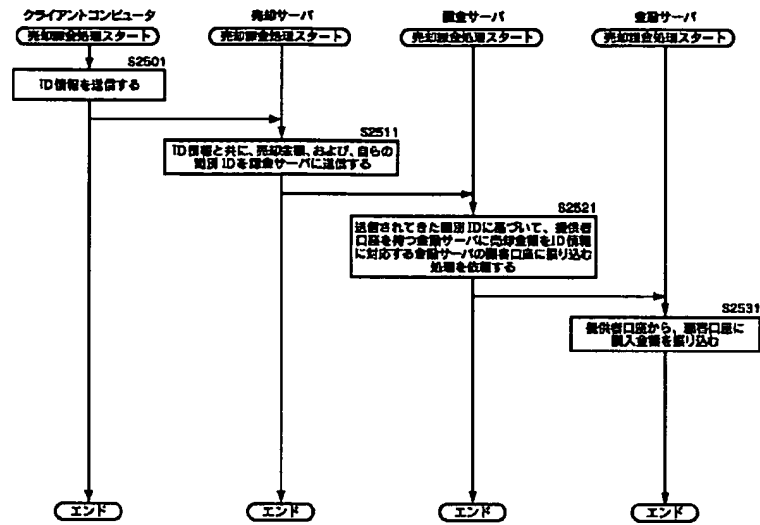 クライアントコンピュータ
売却サーバ
課金サーバ
金融サーバ
売却課金処理スタート
売却課金処理スタート
売却課金処理スタート
売却課金処理スタート
S2501
ID情報を送信する
S2511
ID情報と共に、売却金額、および、自らの
識別IDを課金サーバに送信する
S2521
送信されてきた識別IDに基づいて、提供者
口座を持つ金融サーバに売却金額をID情報
に対応する金融サーバの顧客口座に振り込む
処理を依頼する
S2531
提供者口座から、顧客口座に
購入金額を振り込む
エンド
エンド
エンド
エンド